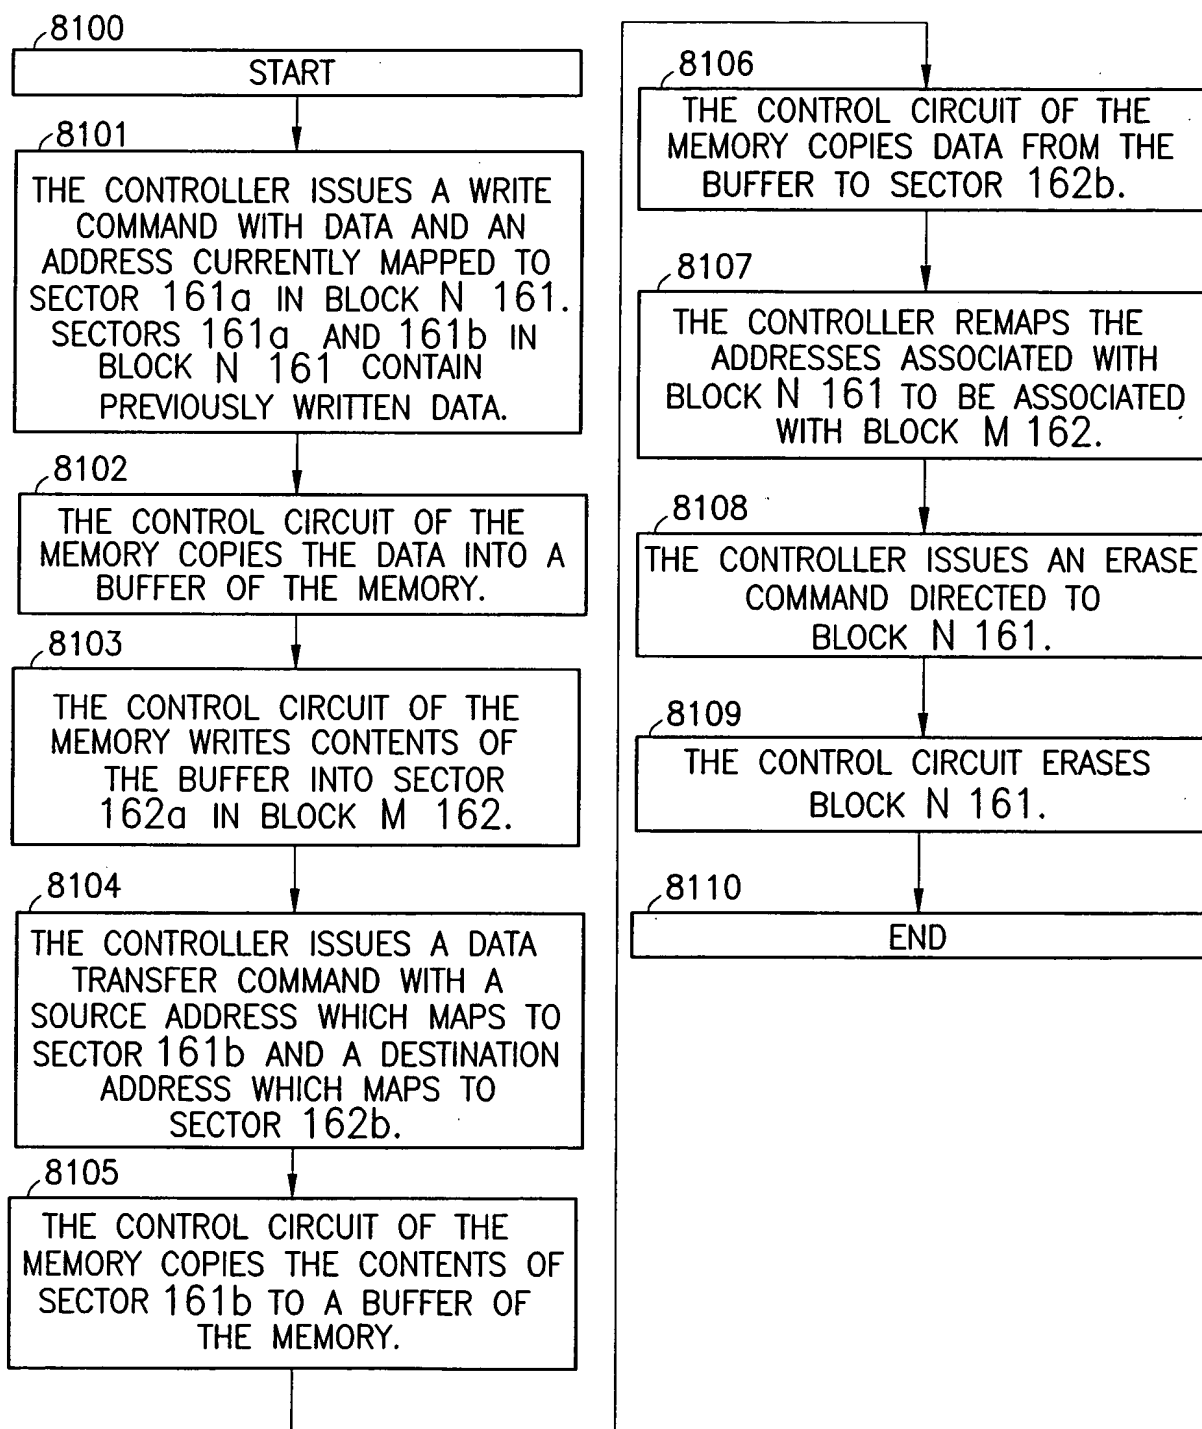 8100
START
8101
THE CONTROLLER ISSUES A WRITE
COMMAND WITH DATA AND AN
ADDRESS CURRENTLY MAPPED TO
SECTOR 161a IN BLOCK N 161.
SECTORS 161a AND 161b IN
BLOCK N 161 CONTAIN
PREVIOUSLY WRITTEN DATA.
8102
THE CONTROL CIRCUIT OF THE
MEMORY COPIES THE DATA INTO A
BUFFER OF THE MEMORY.
8103
THE CONTROL CIRCUIT OF THE
MEMORY WRITES CONTENTS OF
THE BUFFER INTO SECTOR
162a IN BLOCK M 162.
8104
THE CONTROLLER ISSUES A DATA
TRANSFER COMMAND WITH A
SOURCE ADDRESS WHICH MAPS TO
SECTOR 161b AND A DESTINATION
ADDRESS WHICH MAPS TO
SECTOR 162b.
8105
THE CONTROL CIRCUIT OF THE
MEMORY COPIES THE CONTENTS OF
SECTOR 161b TO A BUFFER OF
THE MEMORY.
8106
THE CONTROL CIRCUIT OF THE
MEMORY COPIES DATA FROM THE
BUFFER TO SECTOR 162b.
8107
THE CONTROLLER REMAPS THE
ADDRESSES ASSOCIATED WITH
BLOCK N 161 TO BE ASSOCIATED
WITH BLOCK M 162.
8108
THE CONTROLLER ISSUES AN ERASE
COMMAND DIRECTED TO
BLOCK N 161.
8109
THE CONTROL CIRCUIT ERASES
BLOCK N 161.
8110
END